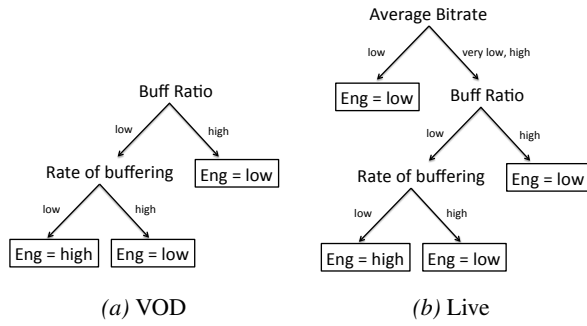 Average Bitrate
low
very low, high
Eng = low
Buff Ratio
low
high
Rate of buffering
Eng = low
low
high
Eng = high
Eng = low
(a) VOD
Buff Ratio
low
high
Rate of buffering
Eng = low
low
high
Eng = high
Eng = low
(b) Live